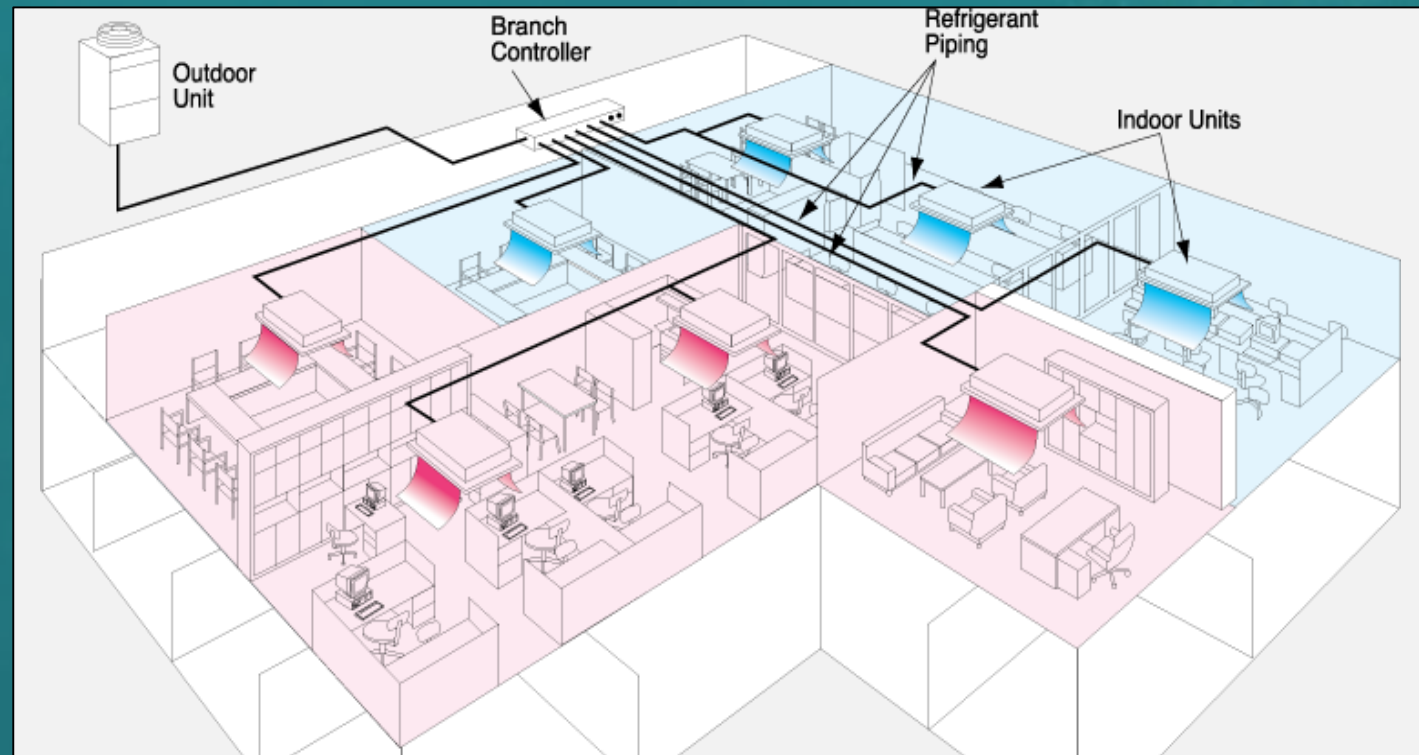 Outdoor
Unit
Branch
Controller
Refrigerant
Piping
Indoor Units